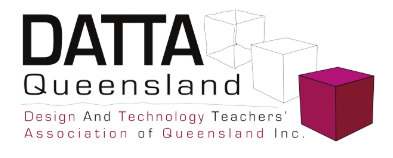 DATTA
Queensland
Design And Technology Teachers'
Association of Queensland Inc.